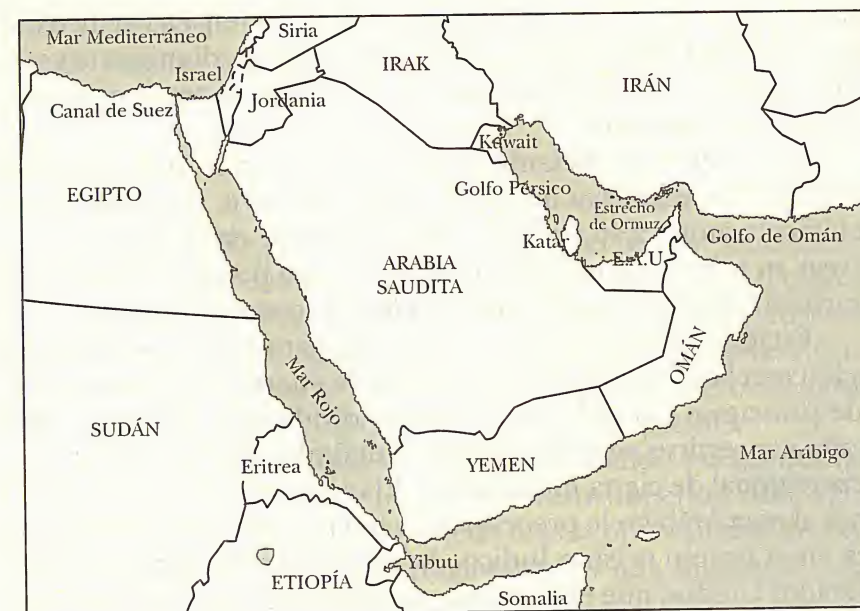 Mar Mediterráneo
Siria
Israel
IRAK
IRÁN
Canal de Suez
Jordania
Kuwait
EGIPTO
Golfo Pérsico
Estrecho
de Ormuz
Katar
Golfo de Omán
E.A.U
ARABIA
SAUDITA
OMÁN
Mar Rojo
SUDÁN
Eritrea
YEMEN
Mar Arábigo
Yibuti
ETIOPÍA
Somalia